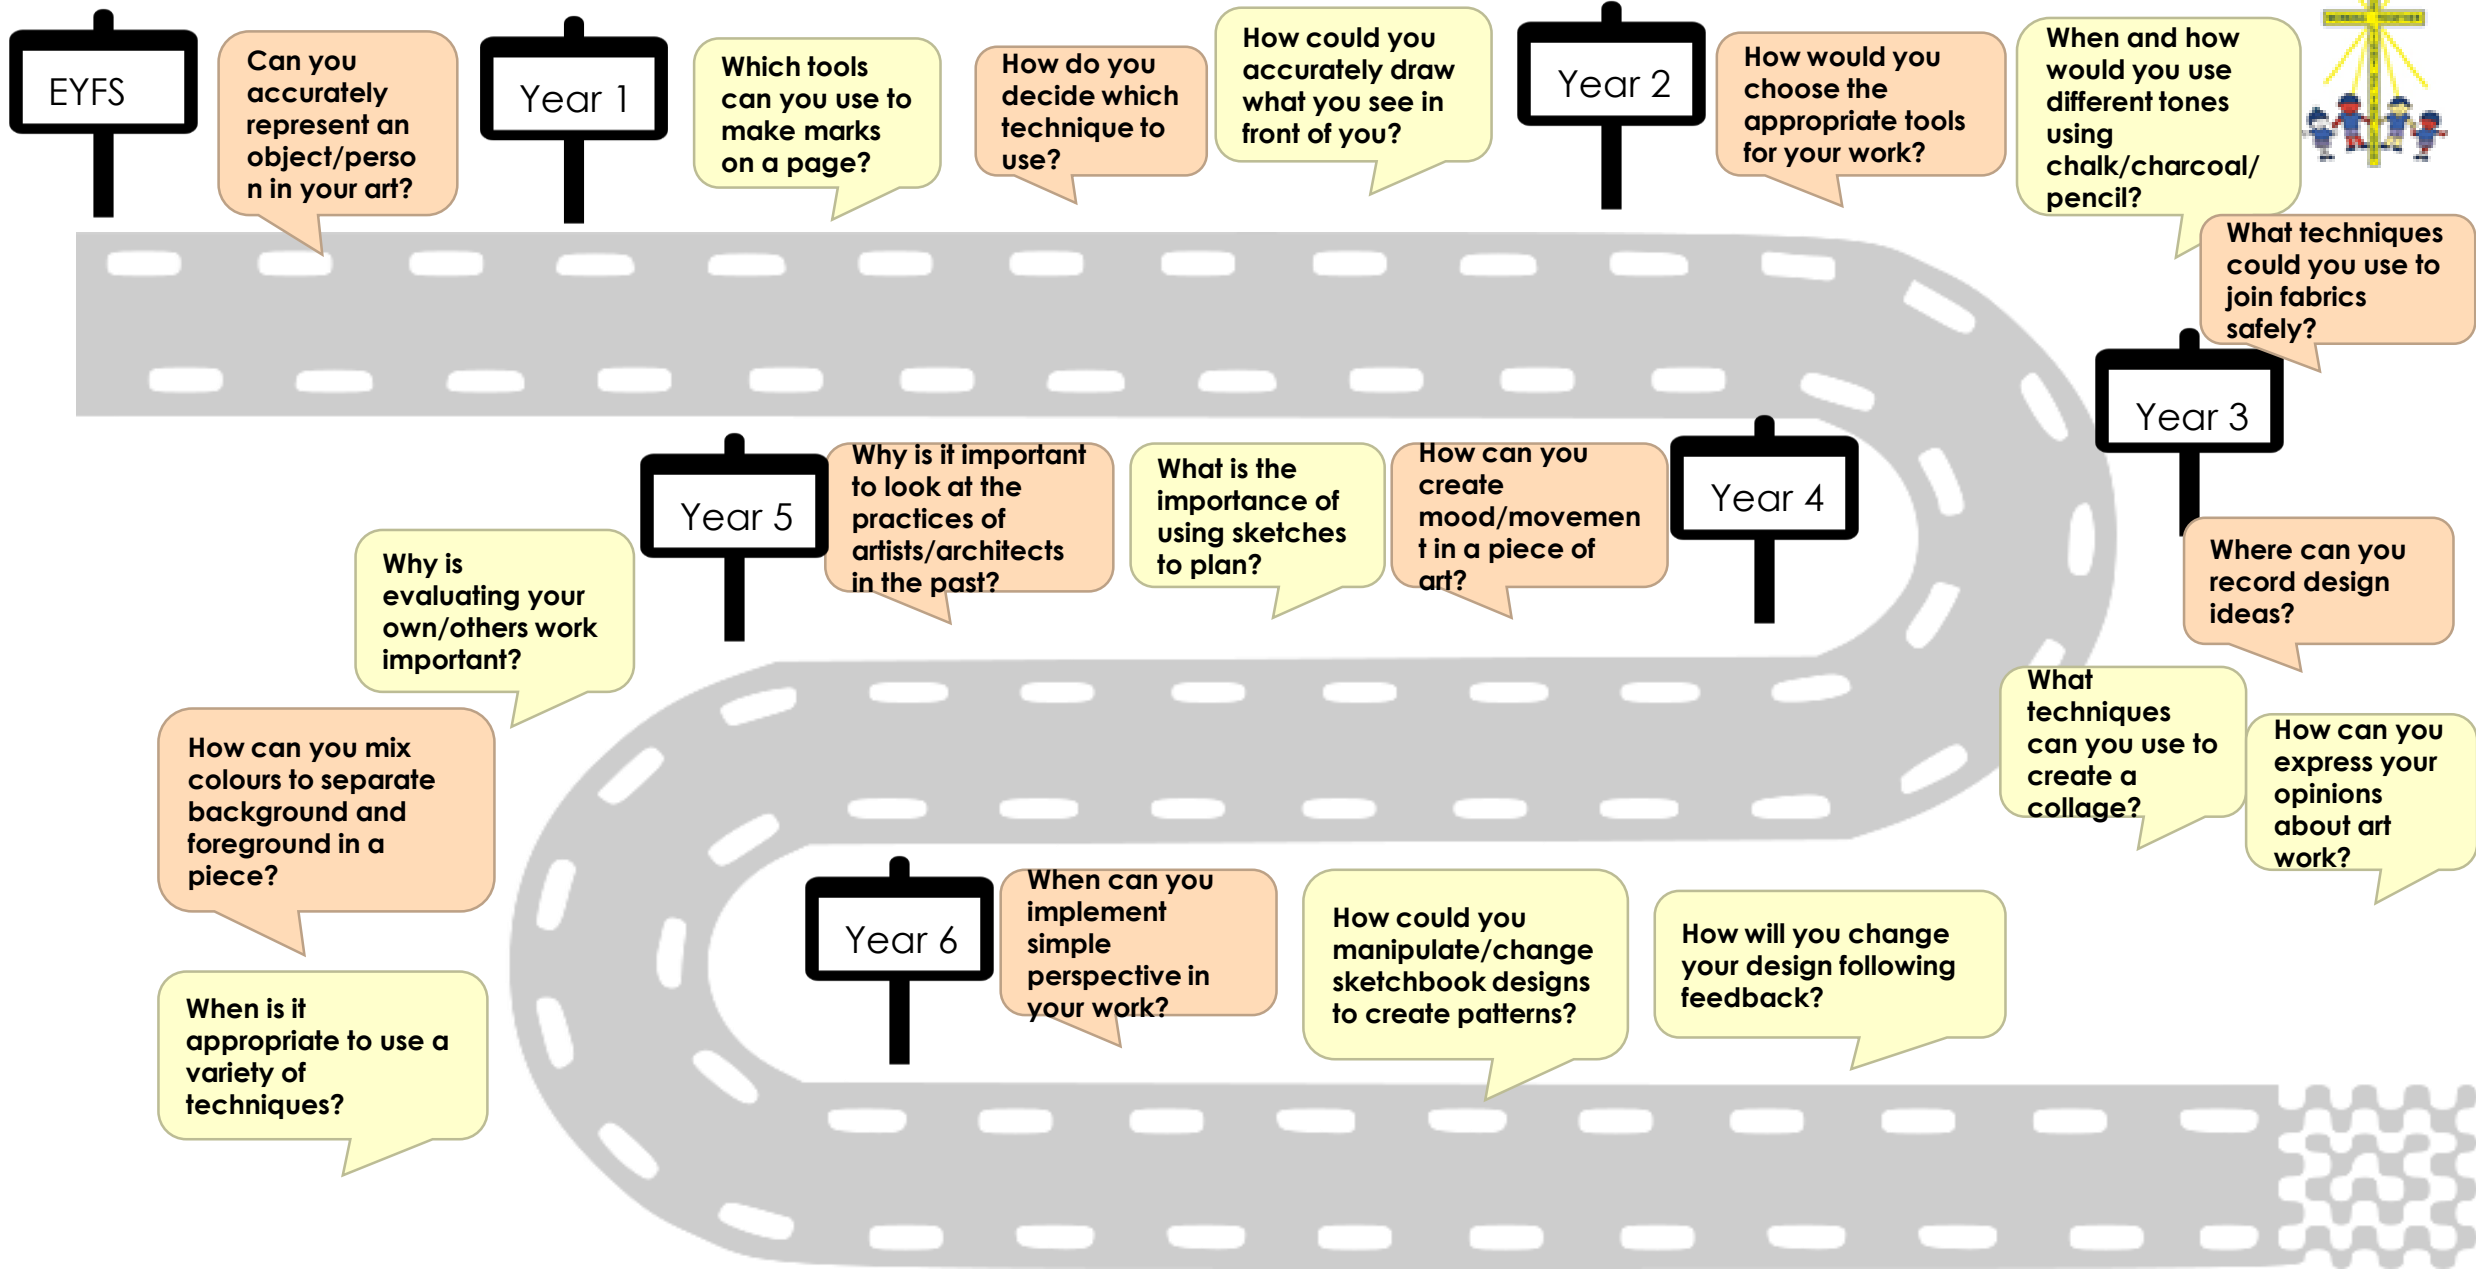 EYFS
Can you
accurately
represent an
object/perso
n in your art?
Year 1
Which tools
can you use to
make marks
on a page?
How do you
decide which
technique to
use?
How could you
accurately draw
what you see in
front of you?
Year 2
How would you
choose the
appropriate tools
for your work?
When and how
would you use
different tones
using
chalk/charcoal/
pencil?
What techniques
could you use to
join fabrics
safely?
Year 3
Where can you
record design
ideas?
What
techniques
can you use to
create a
collage?
How can you
express your
opinions
about art
work?
Year 4
How can you
create
mood/movemen
t in a piece of
art?
What is the
importance of
using sketches
to plan?
Why is it important
to look at the
practices of
artists/architects
in the past?
Year 5
Why is
evaluating your
own/others work
important?
How can you mix
colours to separate
background and
foreground in a
piece?
When is it
appropriate to use a
variety of
techniques?
Year 6
When can you
implement
simple
perspective in
your work?
How could you
manipulate/change
sketchbook designs
to create patterns?
How will you change
your design following
feedback?